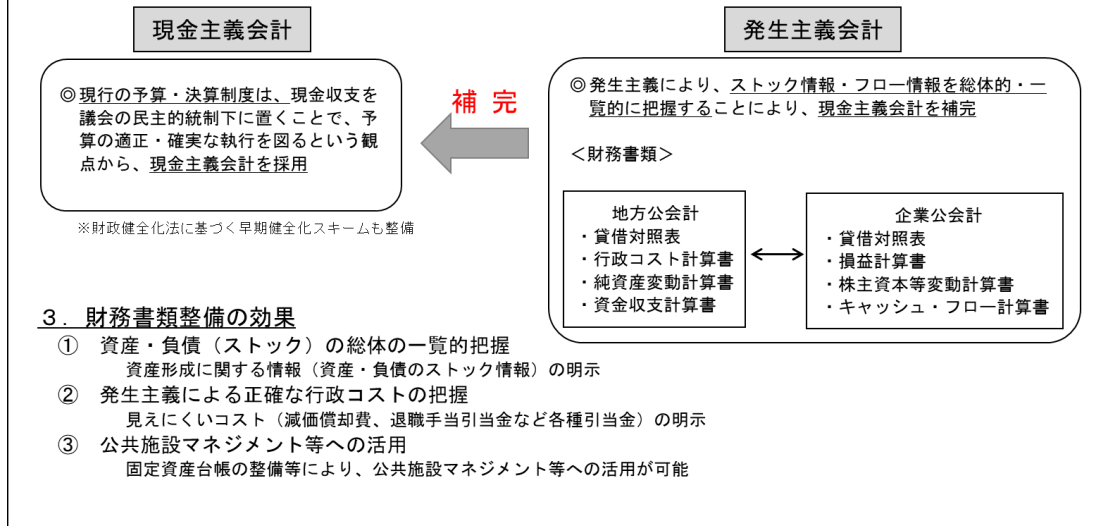 現金主義会計
◎現行の予算・決算制度は、現金収支を
議会の民主的統制下に置くことで、予
算の適正・確実な執行を図るという観
点から、現金主義会計を採用
※財政健全化法に基づく早期健全化スキームも整備
補 完
発生主義会計
◎発生主義により、ストック情報・フロー情報を総体的・一
覧的に把握することにより、現金主義会計を補完
＜財務書類＞
地方公会計
・貸借対照表
・行政コスト計算書
・純資産変動計算書
・資金収支計算書
企業公会計
・貸借対照表
・損益計算書
・株主資本等変動計算書
・キャッシュ・フロー計算書
３．財務書類整備の効果
① 資産・負債（ストック）の総体の一覧的把握
資産形成に関する情報（資産・負債のストック情報）の明示
② 発生主義による正確な行政コストの把握
見えにくいコスト（減価償却費、退職手当引当金など各種引当金）の明示
③ 公共施設マネジメント等への活用
固定資産台帳の整備等により、公共施設マネジメント等への活用が可能